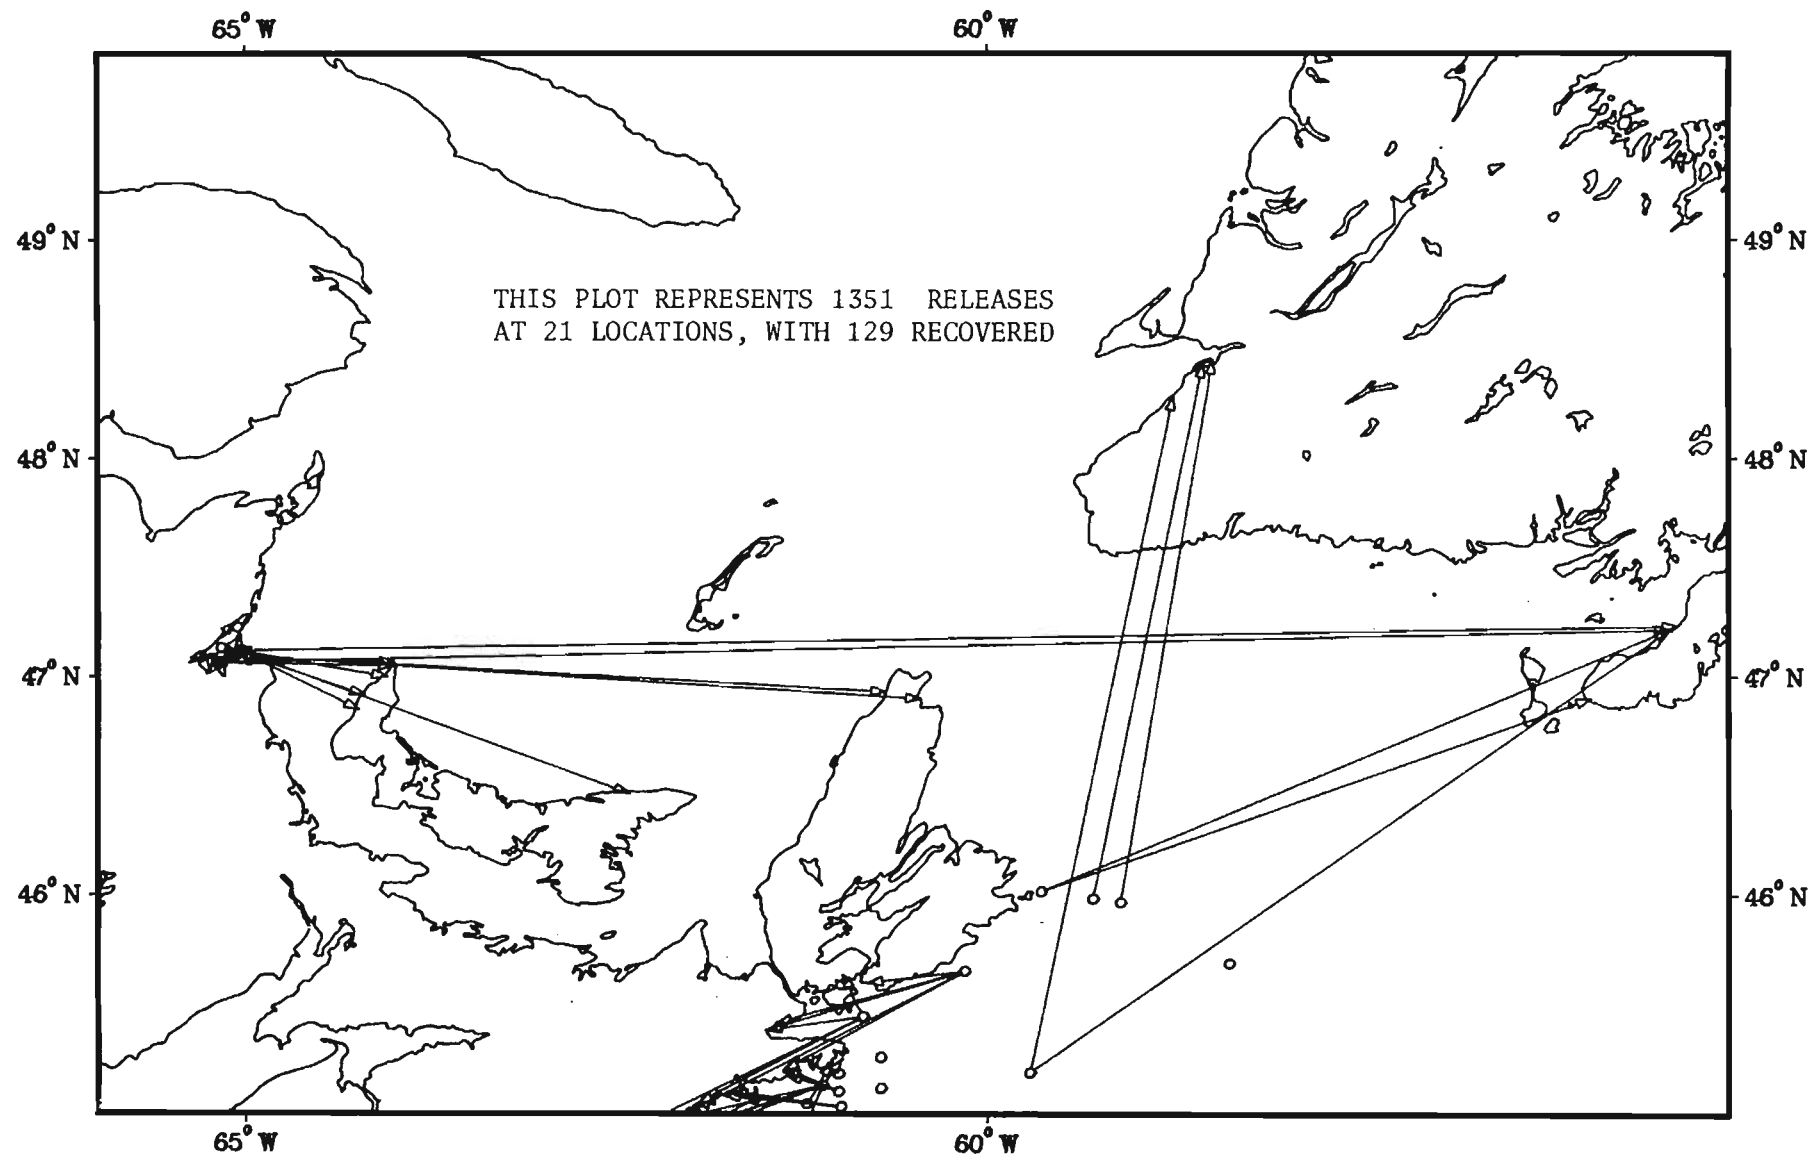 65°W 60°W
49°N 49°N
THIS PLOT REPRESENTS 1351 RELEASES
AT 21 LOCATIONS, WITH 129 RECOVERED
48°N 48°N
47°N 47°N
46°N 46°N
65°W 60°W